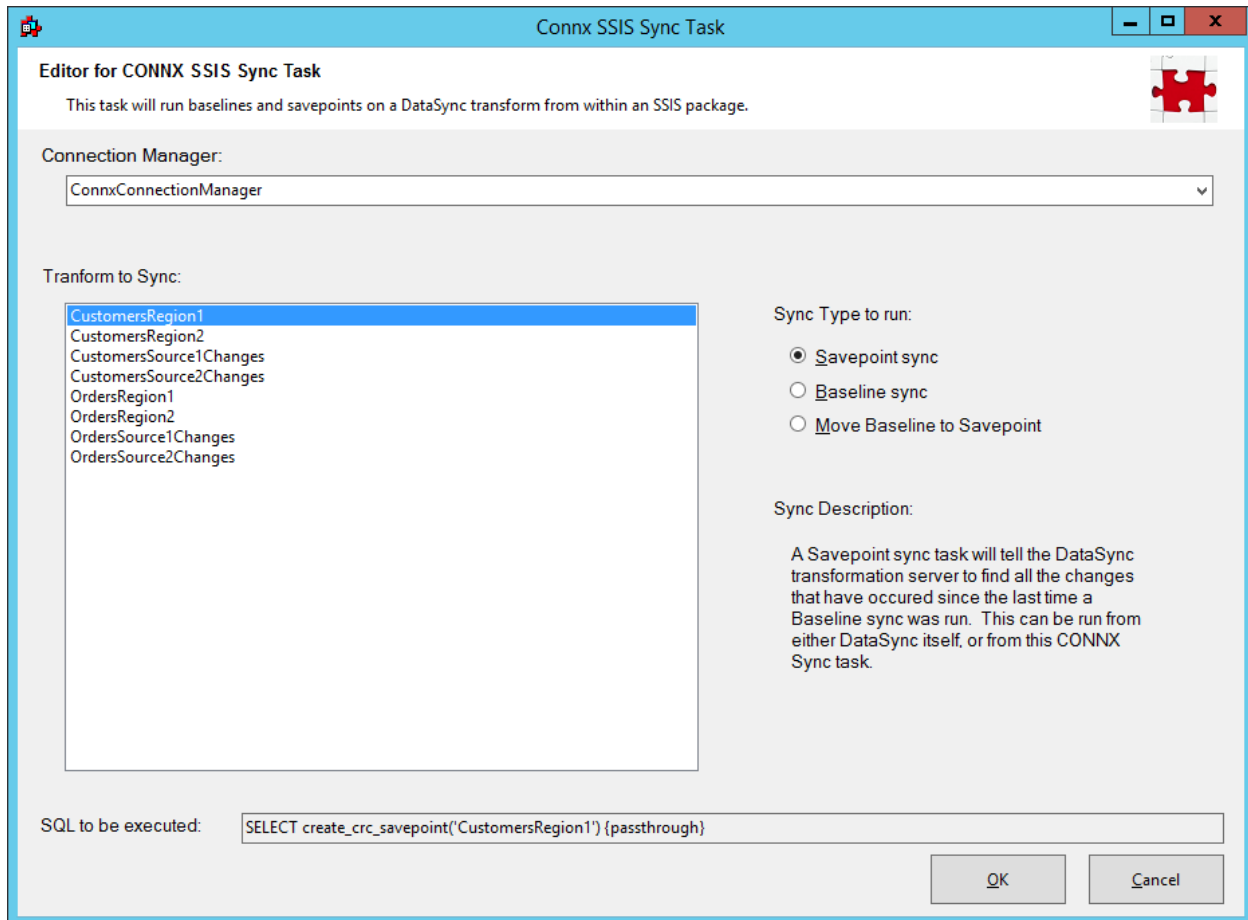 Connx SSIS Sync Task
X
Editor for CONNX SSIS Sync Task
This task will run baselines and savepoints on a DataSync transform from within an SSIS package.
Connection Manager:
ConnxConnectionManager
Tranform to Sync:
CustomersRegion1
CustomersRegion2
CustomersSource1Changes
CustomersSource2Changes
OrdersRegion1
OrdersRegion2
OrdersSource1Changes
OrdersSource2Changes
Sync Type to run:
Savepoint sync
Baseline sync
Move Baseline to Savepoint
Sync Description:
A Savepoint sync task will tell the DataSync
transformation server to find all the changes
that have occured since the last time a
Baseline sync was run.  This can be run from
either DataSync itself, or from this CONNX
Sync task.
SQL to be executed:
SELECT create_crc_savepoint('CustomersRegion1') {passthrough}
OK
Cancel